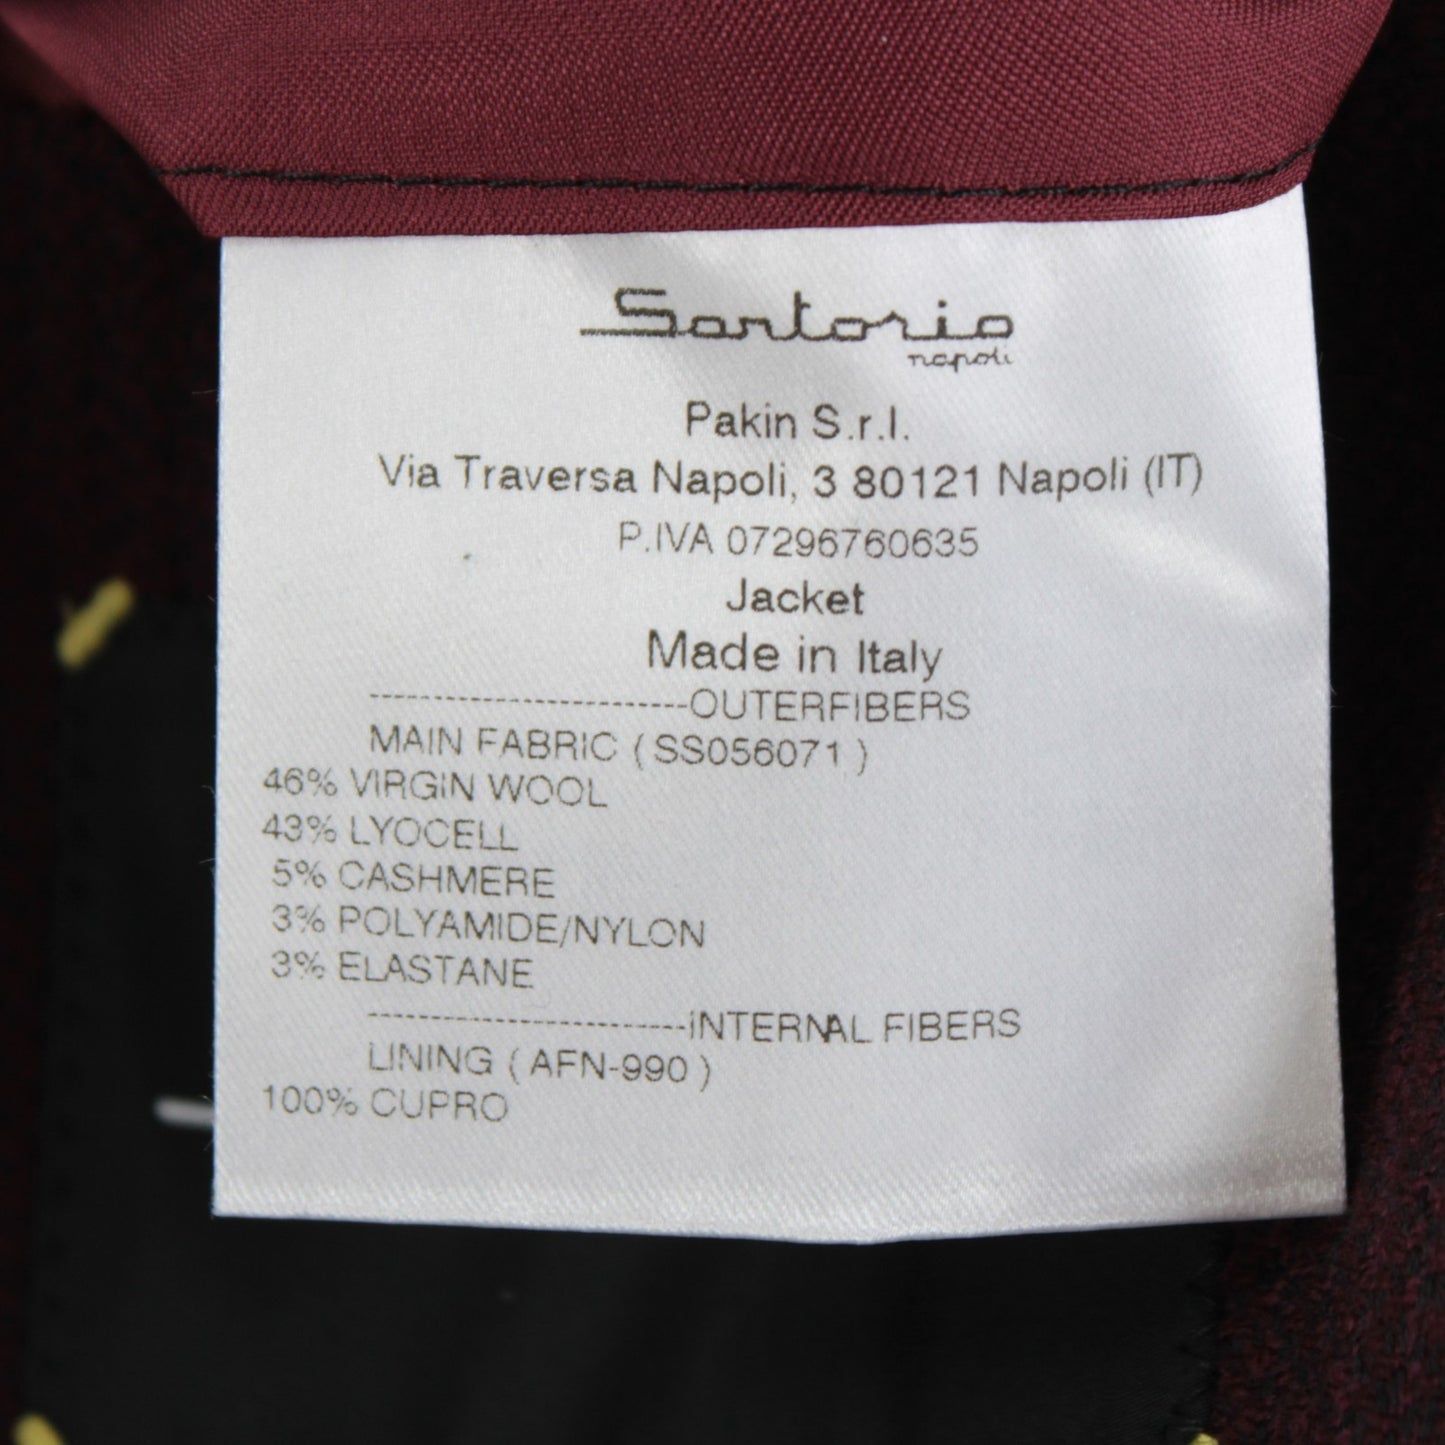 Sartorio
napoli
Pakin S.r.l.
Via Traversa Napoli, 3 80121 Napoli (IT)
P.IVA 07296760635
Jacket
Made in Italy
------------------------OUTERFIBERS
MAIN FABRIC ( SS056071 )
46% VIRGIN WOOL
43% LYOCELL
5% CASHMERE
3% POLYAMIDE/NYLON
3% ELASTANE
------------------------INTERNAL FIBERS
LINING ( AFN-990 )
100% CUPRO